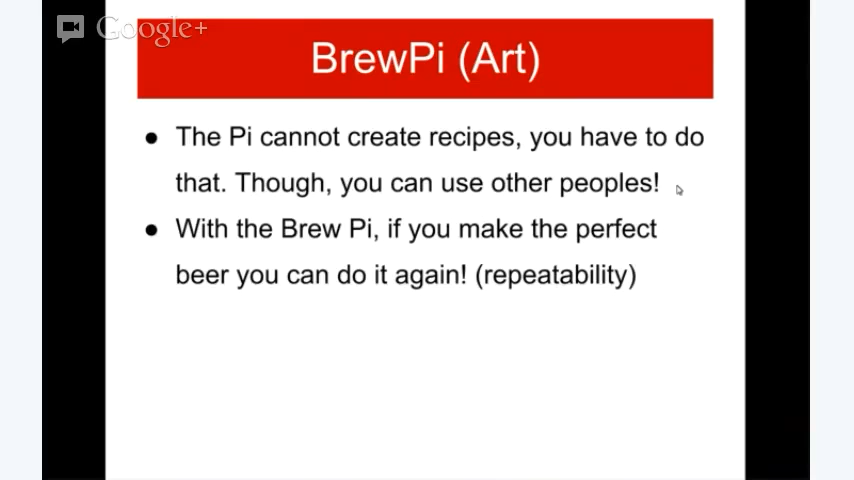 Google+
BrewPi (Art)
● The Pi cannot create recipes, you have to do
that. Though, you can use other peoples!
● With the Brew Pi, if you make the perfect
beer you can do it again! (repeatability)